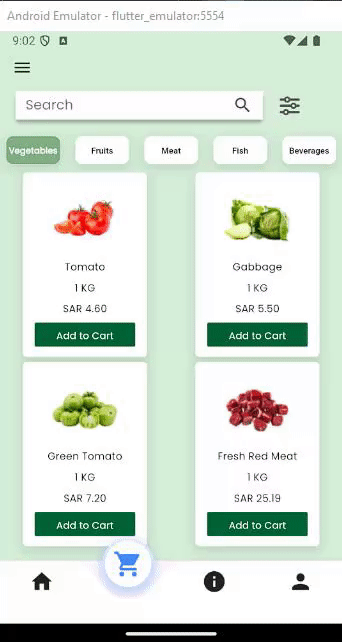 Android Emulator - flutter_emulator:5554
9:02
Search
Vegetables Fruits Meat Fish Beverages
Tomato
1 KG
SAR 4.60
Add to Cart
Gabbage
1 KG
SAR 5.50
Add to Cart
Green Tomato
1 KG
SAR 7.20
Add to Cart
Fresh Red Meat
1 KG
SAR 25.19
Add to Cart